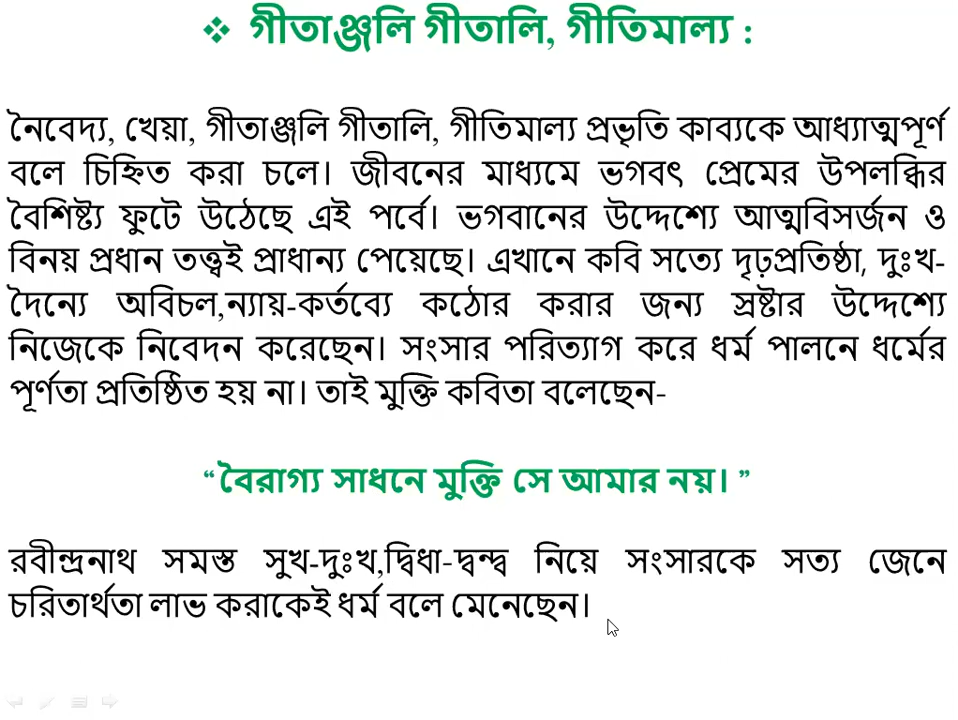 ❖ গীতাঞ্জলি গীতালি, গীতিমাল্য :
নৈবেদ্য, খেয়া, গীতাঞ্জলি গীতালি, গীতিমাল্য প্রভৃতি কাব্যকে আধ্যাত্মপূর্ণ
বলে চিহ্নিত করা চলে। জীবনের মাধ্যমে ভগবৎ প্রেমের উপলব্ধির
বৈশিষ্ট্য ফুটে উঠেছে এই পর্বে। ভগবানের উদ্দেশ্যে আত্মবিসর্জন ও
বিনয় প্রধান তত্ত্বই প্রাধান্য পেয়েছে। এখানে কবি সত্যে দৃঢ়প্রতিষ্ঠা, দুঃখ-
দৈন্যে অবিচল,ন্যায়-কর্তব্যে কঠোর করার জন্য স্রষ্টার উদ্দেশ্যে
নিজেকে নিবেদন করেছেন। সংসার পরিত্যাগ করে ধর্ম পালনে ধর্মের
পূর্ণতা প্রতিষ্ঠিত হয় না। তাই মুক্তি কবিতা বলেছেন-
“ বৈরাগ্য সাধনে মুক্তি সে আমার নয়। ”
রবীন্দ্রনাথ সমস্ত সুখ-দুঃখ,দ্বিধা-দ্বন্দ্ব নিয়ে সংসারকে সত্য জেনে
চরিতার্থতা লাভ করাকেই ধর্ম বলে মেনেছেন।